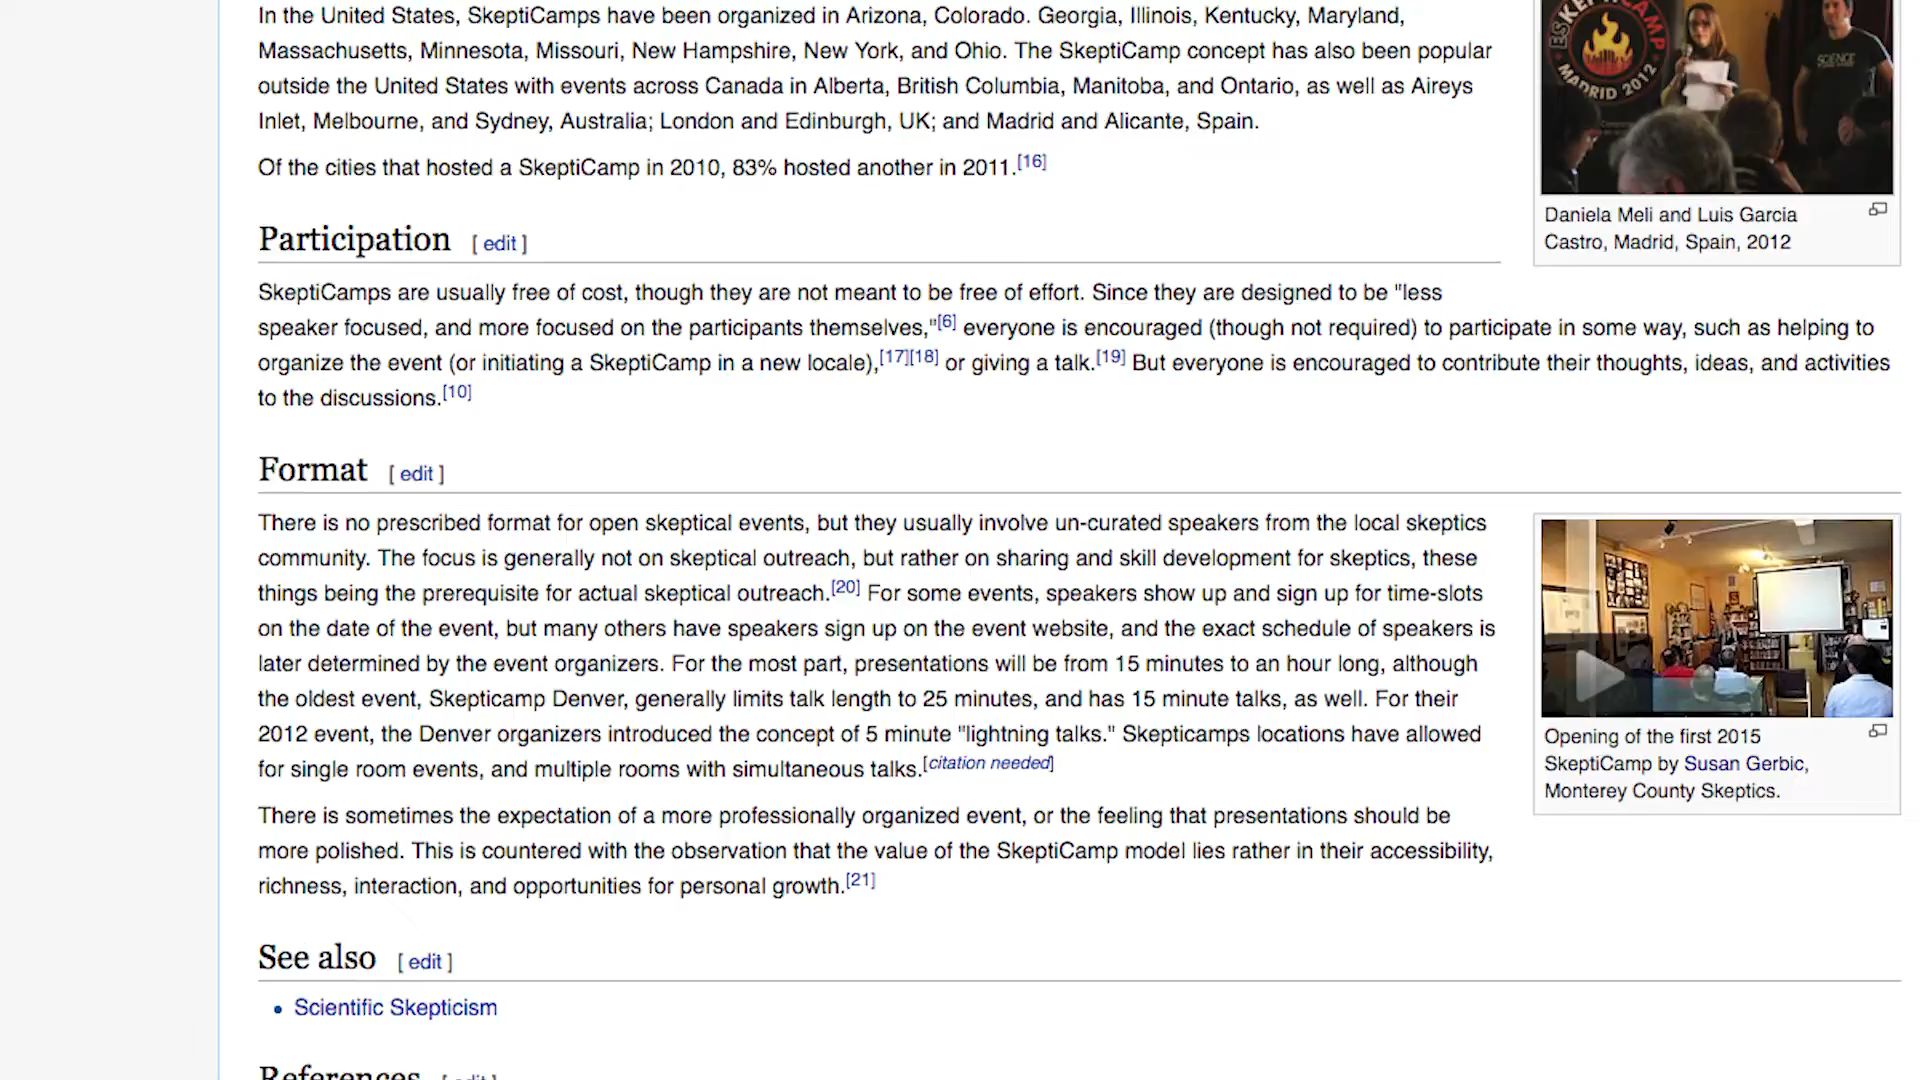 In the United States, SkeptiCamps have been organized in Arizona, Colorado. Georgia, Illinois, Kentucky, Maryland,
Massachusetts, Minnesota, Missouri, New Hampshire, New York, and Ohio. The SkeptiCamp concept has also been popular
outside the United States with events across Canada in Alberta, British Columbia, Manitoba, and Ontario, as well as Aireys
Inlet, Melbourne, and Sydney, Australia; London and Edinburgh, UK; and Madrid and Alicante, Spain.
Of the cities that hosted a SkeptiCamp in 2010, 83% hosted another in 2011.[16]
ESKEPTICAMP
MADRID 2012
SCIENCE
Daniela Meli and Luis Garcia
Castro, Madrid, Spain, 2012
Participation [ edit ]
SkeptiCamps are usually free of cost, though they are not meant to be free of effort. Since they are designed to be "less
speaker focused, and more focused on the participants themselves,"[6] everyone is encouraged (though not required) to participate in some way, such as helping to
organize the event (or initiating a SkeptiCamp in a new locale),[17][18] or giving a talk.[19] But everyone is encouraged to contribute their thoughts, ideas, and activities
to the discussions.[10]
Format [ edit ]
There is no prescribed format for open skeptical events, but they usually involve un-curated speakers from the local skeptics
community. The focus is generally not on skeptical outreach, but rather on sharing and skill development for skeptics, these
things being the prerequisite for actual skeptical outreach.[20] For some events, speakers show up and sign up for time-slots
on the date of the event, but many others have speakers sign up on the event website, and the exact schedule of speakers is
later determined by the event organizers. For the most part, presentations will be from 15 minutes to an hour long, although
the oldest event, Skepticamp Denver, generally limits talk length to 25 minutes, and has 15 minute talks, as well. For their
2012 event, the Denver organizers introduced the concept of 5 minute "lightning talks." Skepticamps locations have allowed
for single room events, and multiple rooms with simultaneous talks.[citation needed]
There is sometimes the expectation of a more professionally organized event, or the feeling that presentations should be
more polished. This is countered with the observation that the value of the SkeptiCamp model lies rather in their accessibility,
richness, interaction, and opportunities for personal growth.[21]
Opening of the first 2015
SkeptiCamp by Susan Gerbic,
Monterey County Skeptics.
See also [ edit ]
• Scientific Skepticism
References [ edit ]